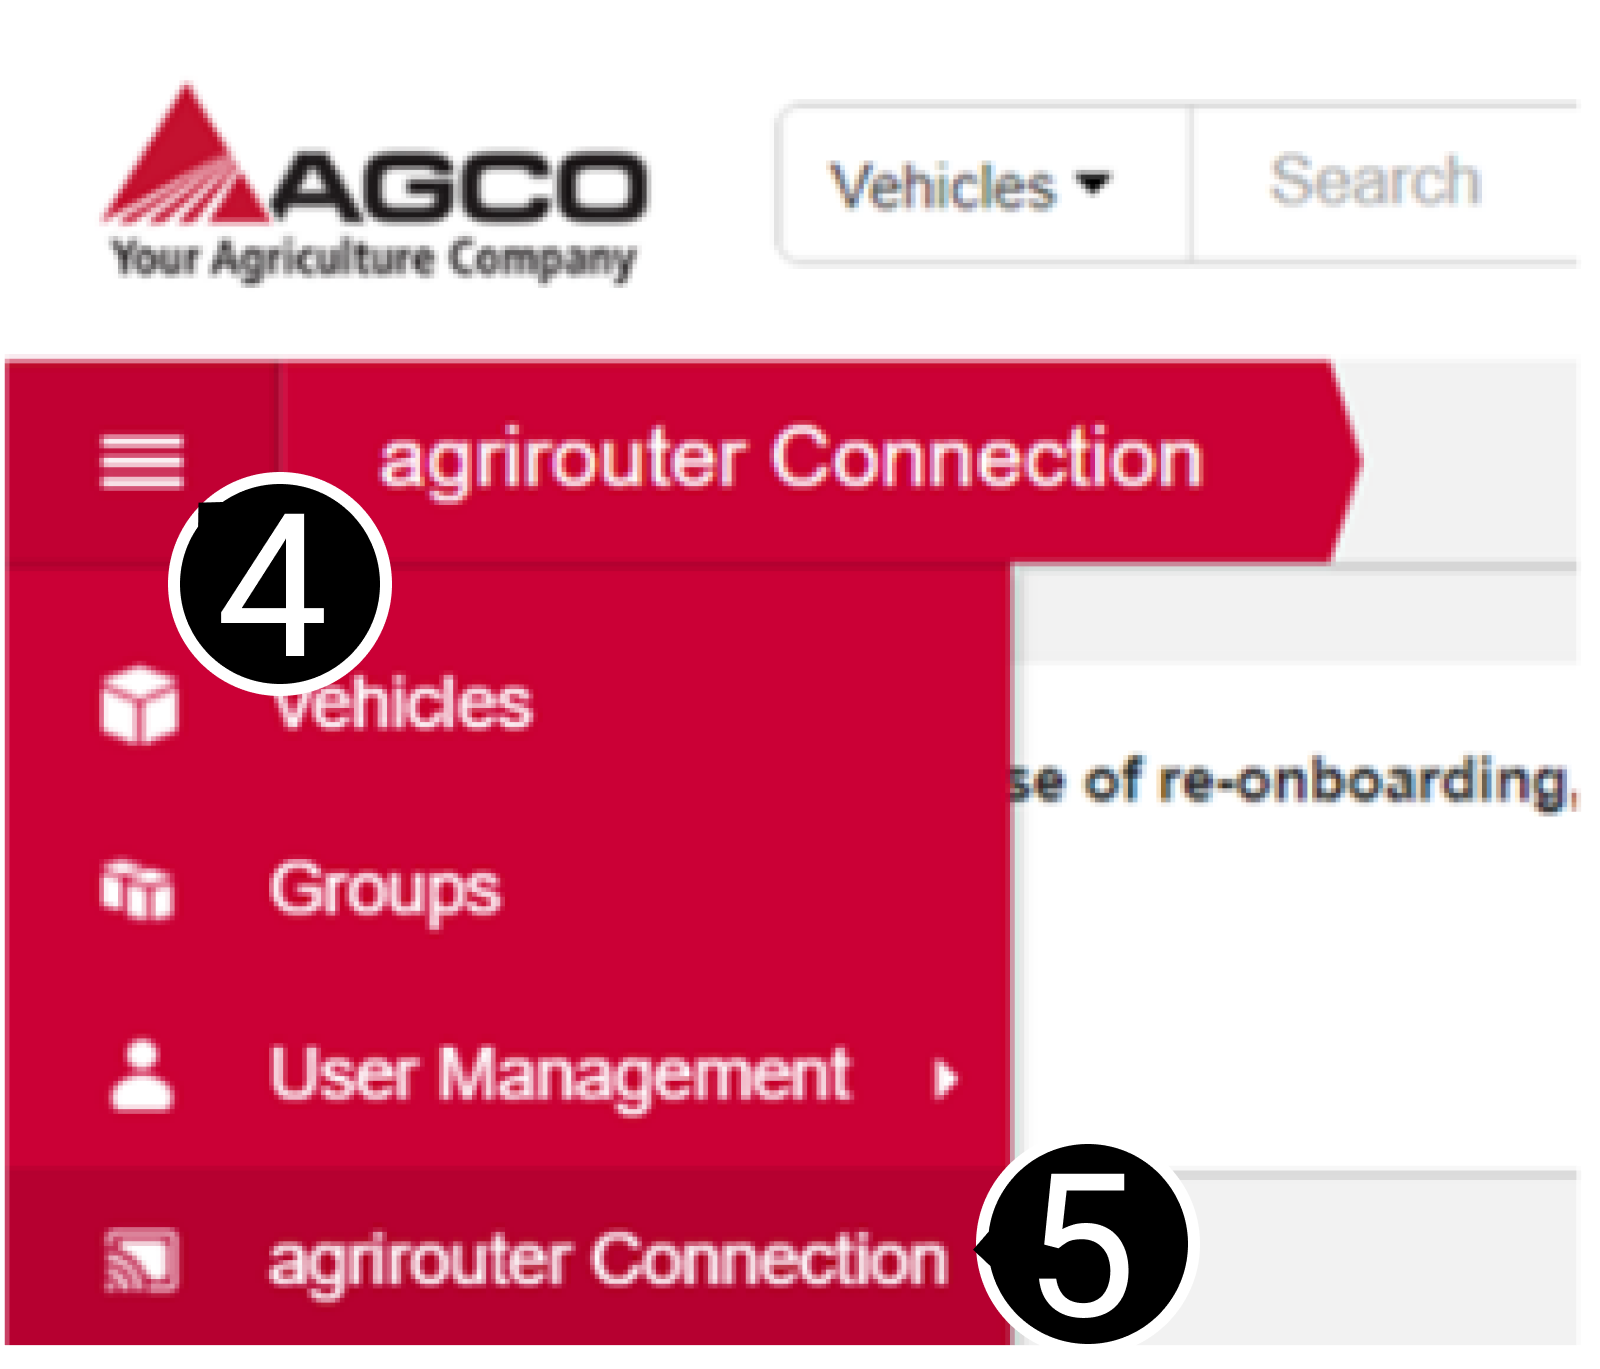 AGCO
Your Agriculture Company
Vehicles
Search
agrirouter Connection
4
Vehicles
se of re-onboarding,
Groups
User Management
agrirouter Connection
5